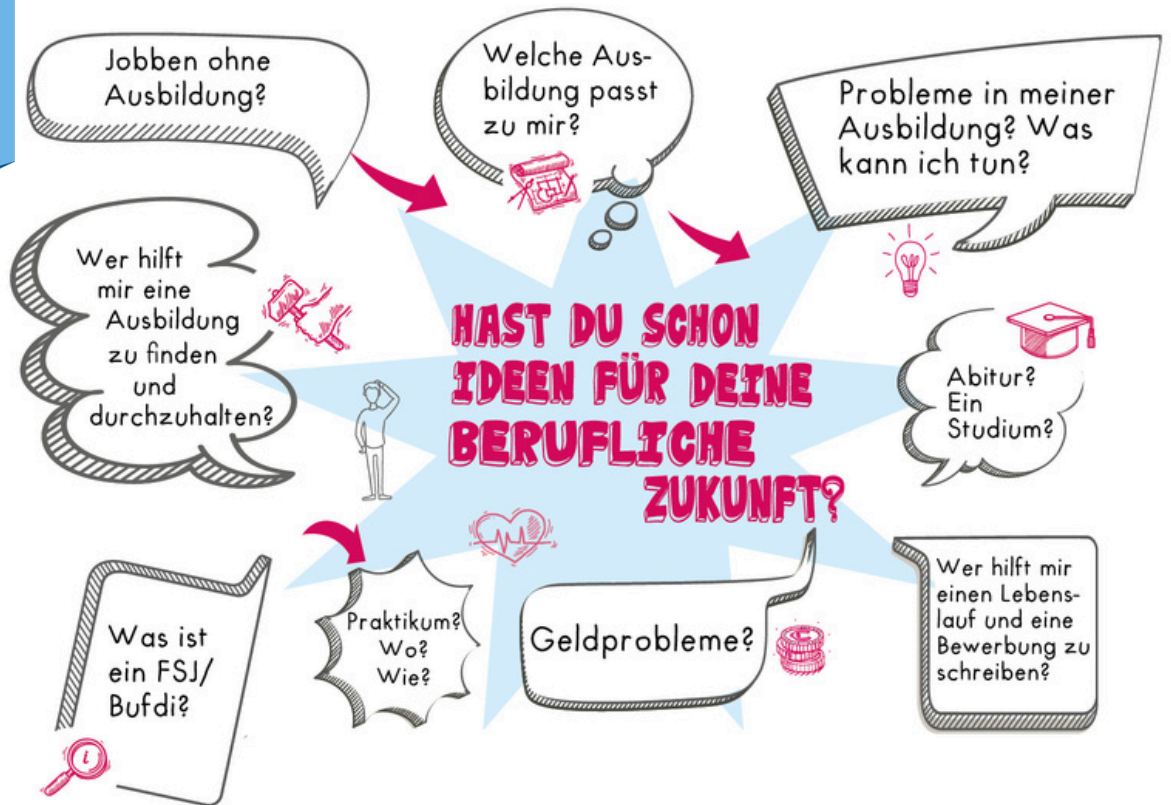 Jobben ohne
Ausbildung?
Welche Aus-
bildung passt
zu mir?
Probleme in meiner
Ausbildung? Was
kann ich tun?
Wer hilft
mir eine
Ausbildung
zu finden
und
durchzuhalten?
HAST DU SCHON
IDEEN FÜR DEINE
BERUFLICHE
ZUKUNFT?
Abitur?
Ein
Studium?
Was ist
ein FSJ/
Bufdi?
i
Praktikum?
Wo?
Wie?
Geldprobleme?
Wer hilft mir
einen Lebens-
lauf und eine
Bewerbung zu
schreiben?